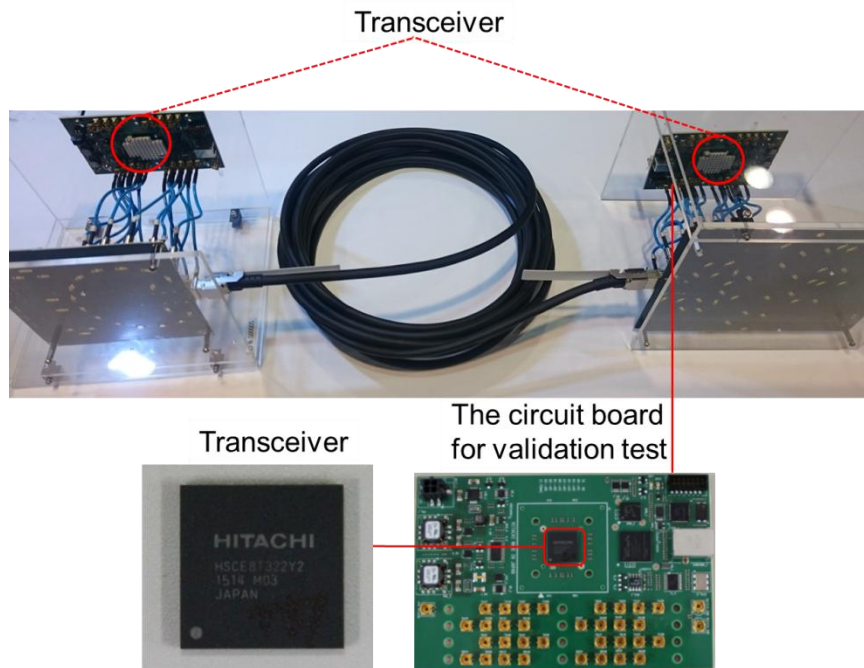 Transceiver
The circuit board
for validation test
Transceiver
HITACHI
HSCE8T322Y2
1514 M03
JAPAN